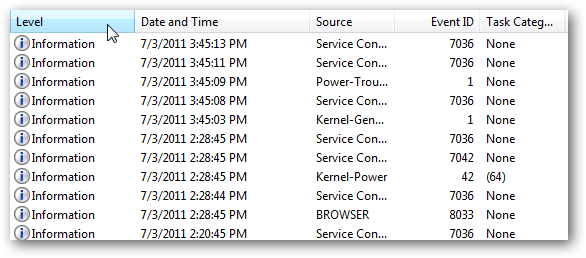 Level Date and Time Source Event ID Task Categ...
Information 7/3/2011 3:45:13 PM Service Con... 7036 None
Information 7/3/2011 3:45:11 PM Service Con... 7036 None
Information 7/3/2011 3:45:09 PM Power-Trou... 1 None
Information 7/3/2011 3:45:08 PM Service Con... 7036 None
Information 7/3/2011 3:45:03 PM Kernel-Gen... 1 None
Information 7/3/2011 2:28:45 PM Service Con... 7036 None
Information 7/3/2011 2:28:45 PM Service Con... 7042 None
Information 7/3/2011 2:28:45 PM Kernel-Power 42 (64)
Information 7/3/2011 2:28:44 PM Service Con... 7036 None
Information 7/3/2011 2:28:45 PM BROWSER 8033 None
Information 7/3/2011 2:20:45 PM Service Con... 7036 None